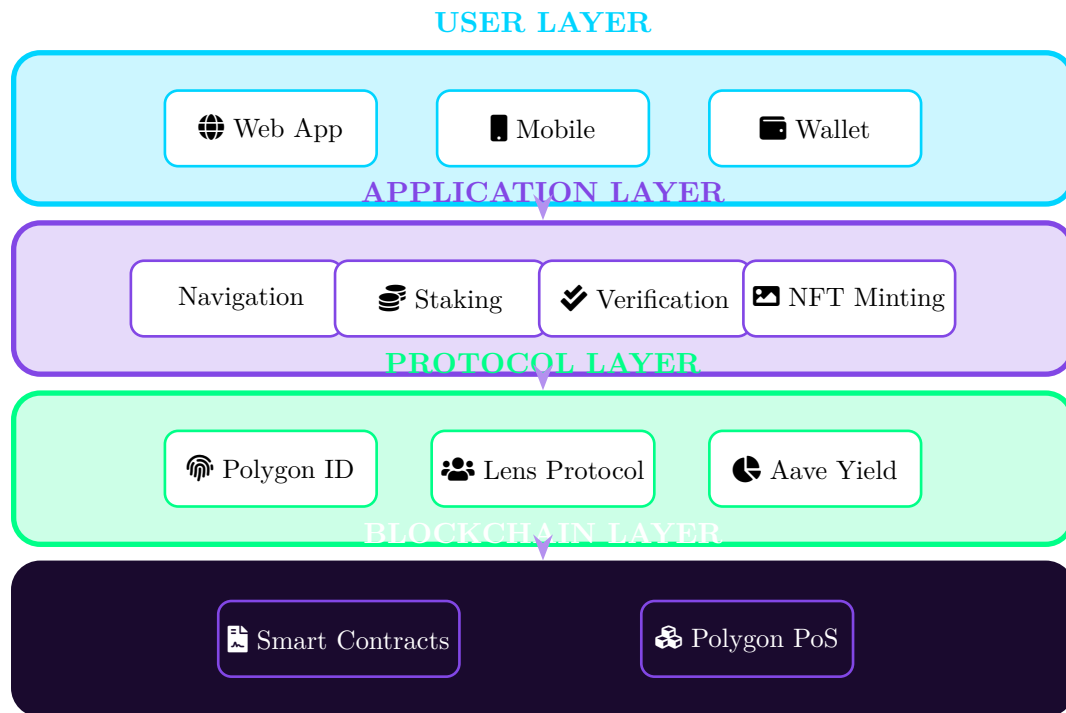 USER LAYER
Web App
Mobile
Wallet
APPLICATION LAYER
Navigation
Staking
Verification
NFT Minting
PROTOCOL LAYER
Polygon ID
Lens Protocol
Aave Yield
BLOCKCHAIN LAYER
Smart Contracts
Polygon PoS